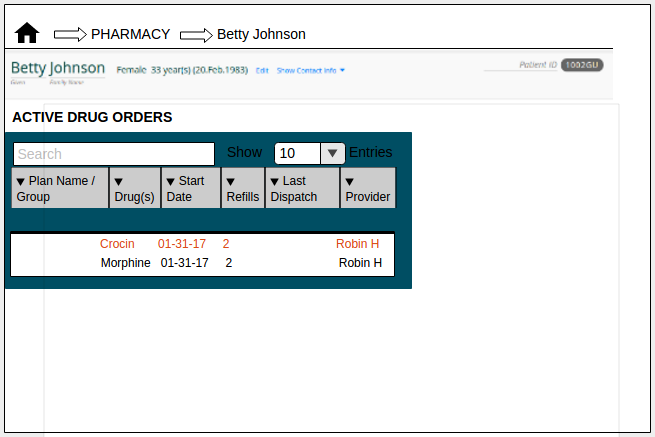 PHARMACY Betty Johnson
Betty Johnson Female 33 year(s) (20.Feb.1983) Edit Show Contact Info Patient ID 1002GU
Given Family Name
ACTIVE DRUG ORDERS
Search Show 10 Entries
Plan Name / Group Drug(s) Start Date Refills Last Dispatch Provider
Crocin 01-31-17 2 Robin H
Morphine 01-31-17 2 Robin H